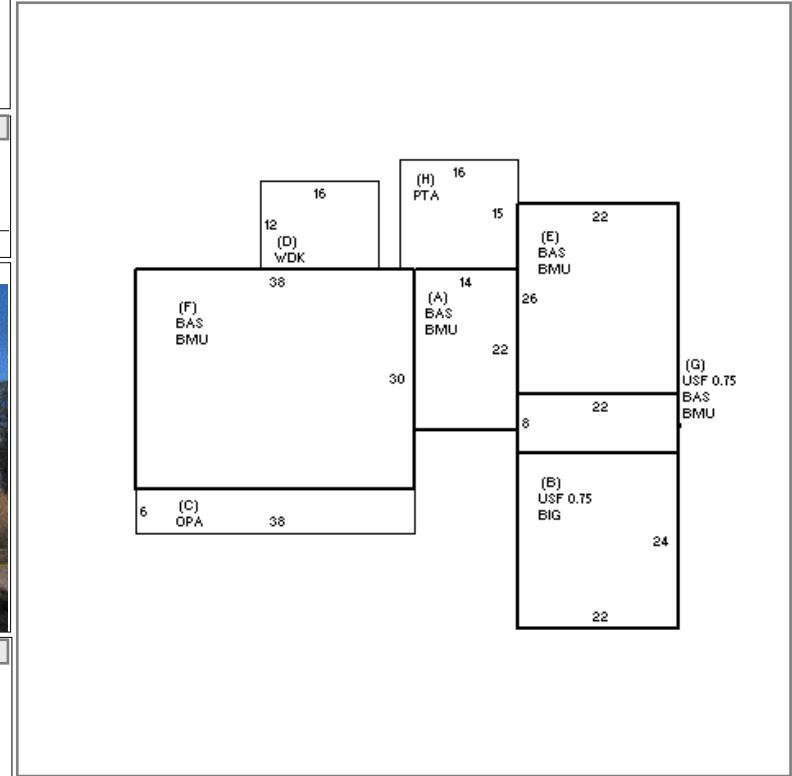 16
12
(D)
WDK
(H)
PTA
16
15
38
(F)
BAS
BMU
30
14
(A)
BAS
BMU
22
22
(E)
BAS
BMU
26
22
8
(G)
USF 0.75
BAS
BMU
6
(C)
OPA
38
(B)
USF 0.75
BIG
24
22